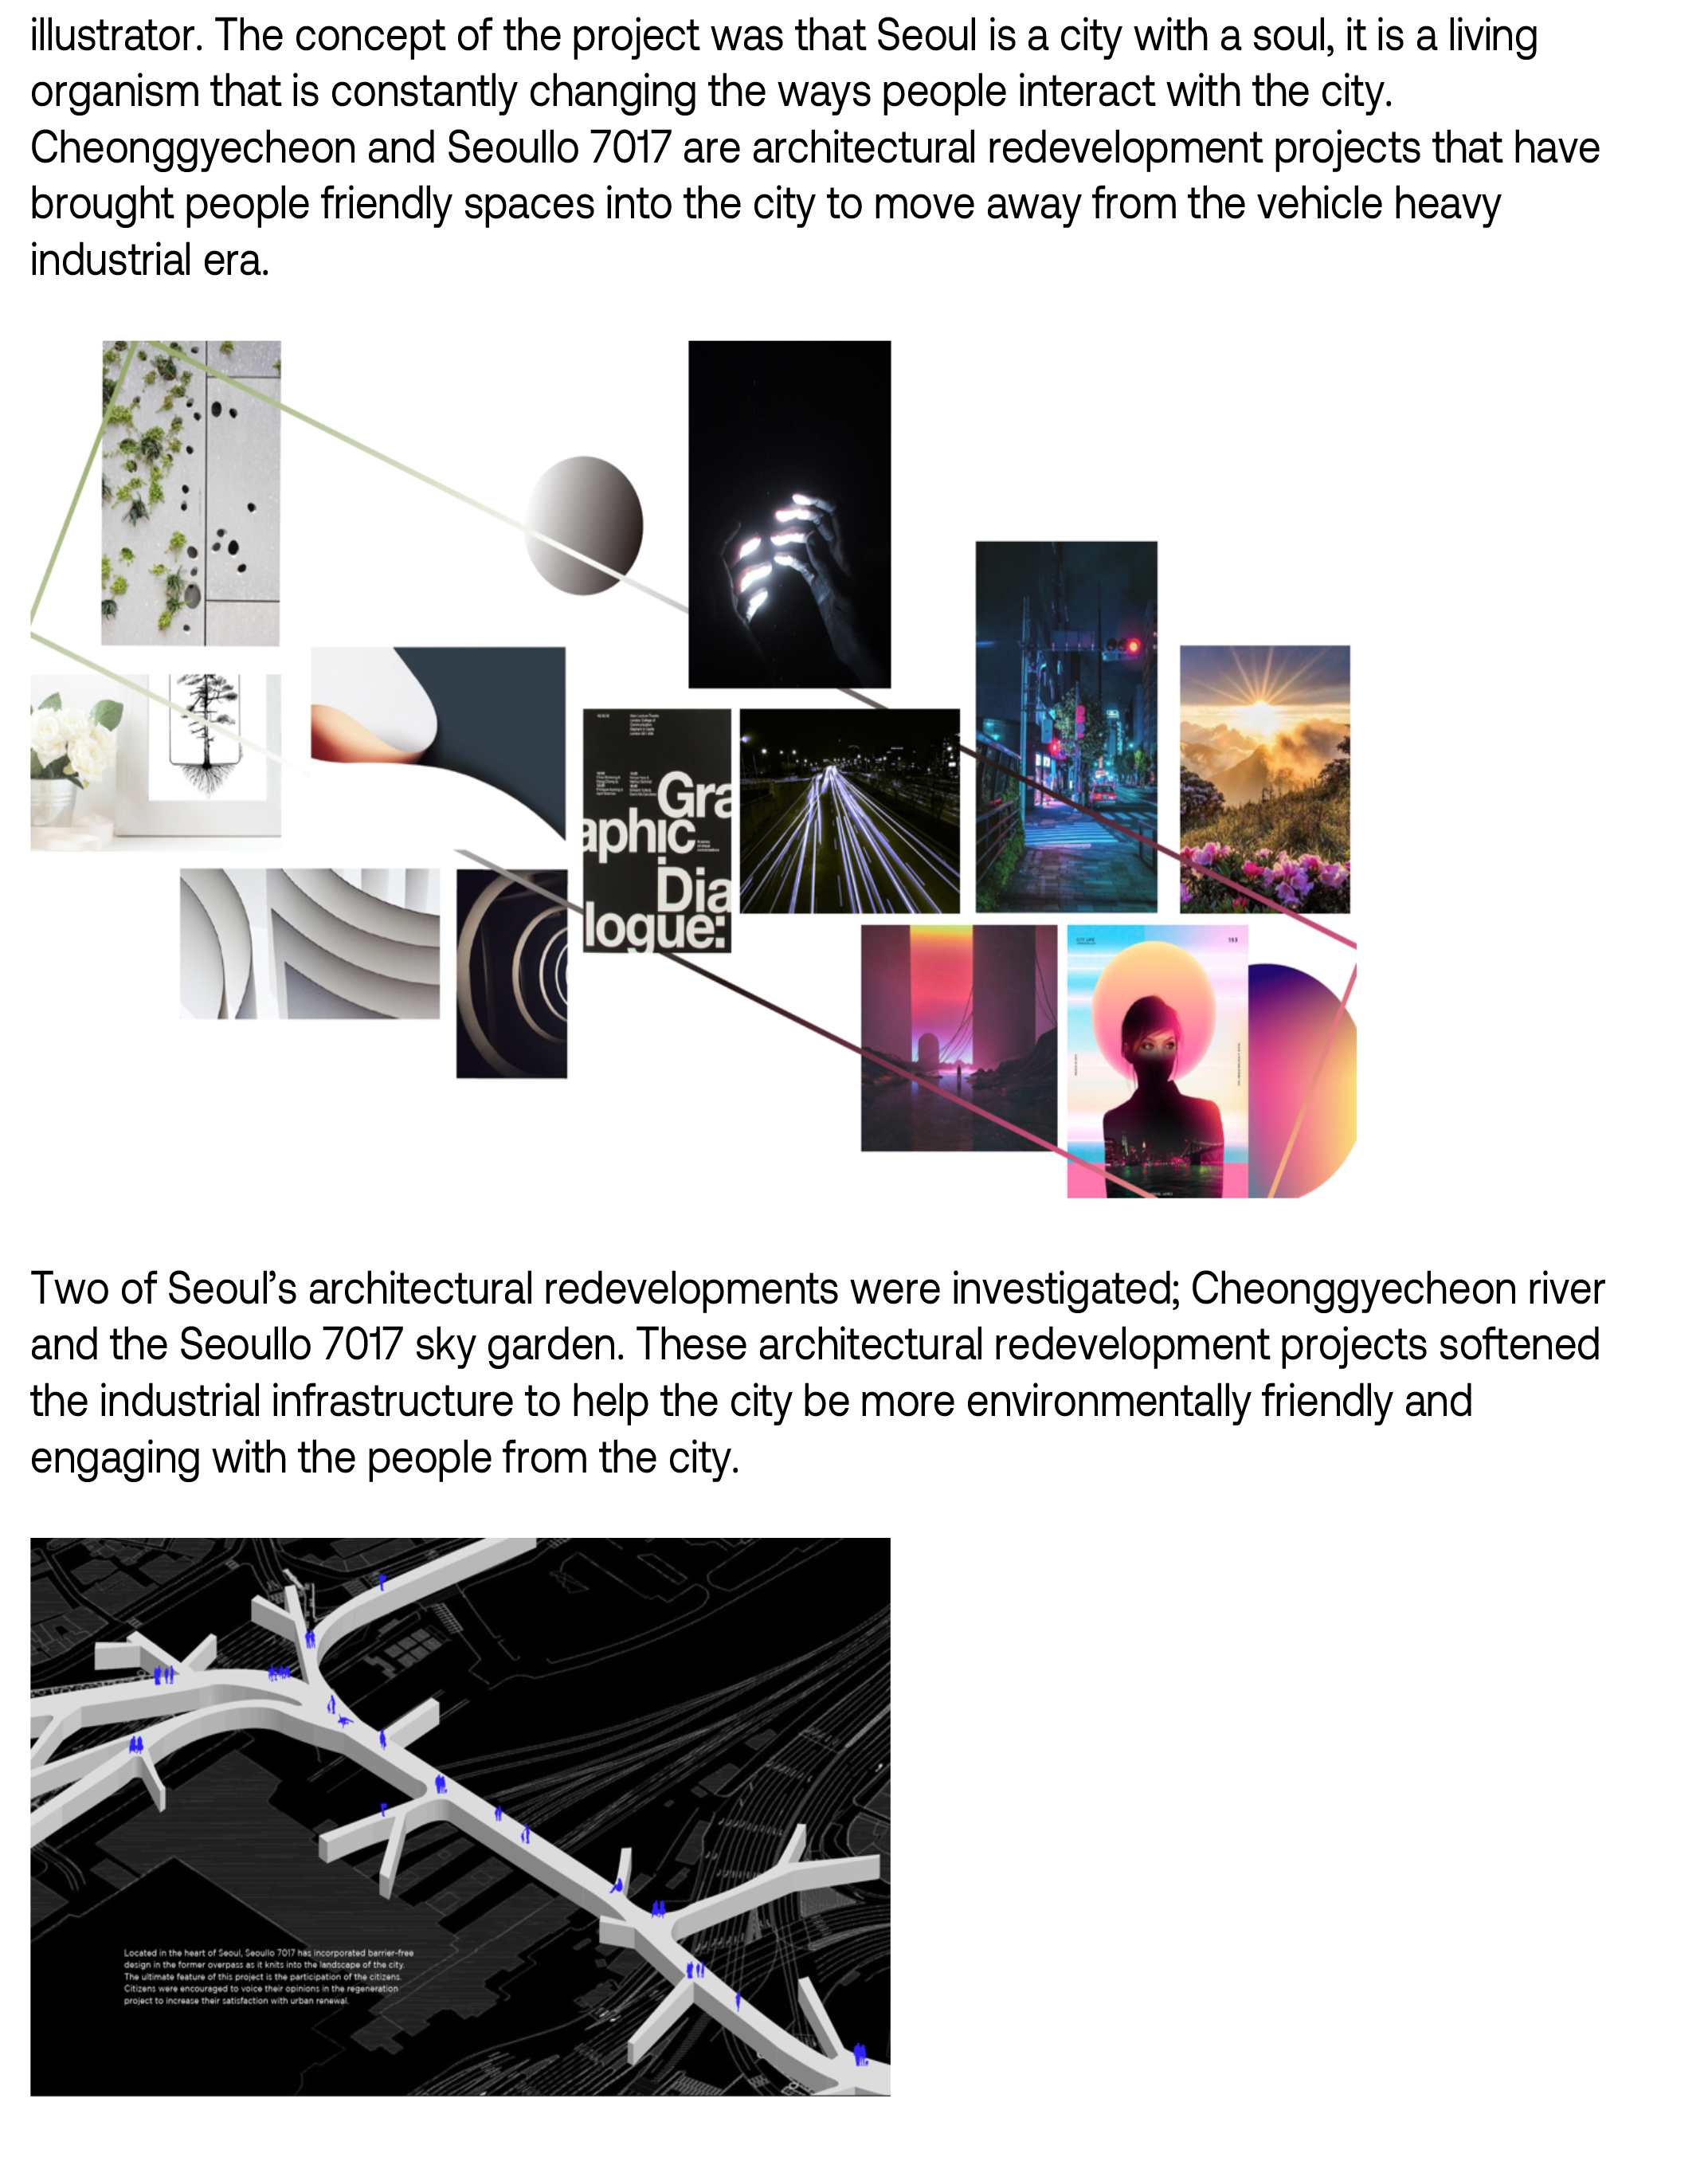 illustrator. The concept of the project was that Seoul is a city with a soul, it is a living
organism that is constantly changing the ways people interact with the city.
Cheonggyecheon and Seoullo 7017 are architectural redevelopment projects that have
brought people friendly spaces into the city to move away from the vehicle heavy
industrial era.
Gra
aphic
Dia
logue:
Two of Seoul’s architectural redevelopments were investigated; Cheonggyecheon river
and the Seoullo 7017 sky garden. These architectural redevelopment projects softened
the industrial infrastructure to help the city be more environmentally friendly and
engaging with the people from the city.
Located in the heart of Seoul, Seoullo 7017 has incorporated barrier-free
design in the former overpass as it knits into the landscape of the city.
The ultimate feature of this project is the participation of the citizens.
Citizens were encouraged to voice their opinions in the regeneration
project to increase their satisfaction with urban renewal.